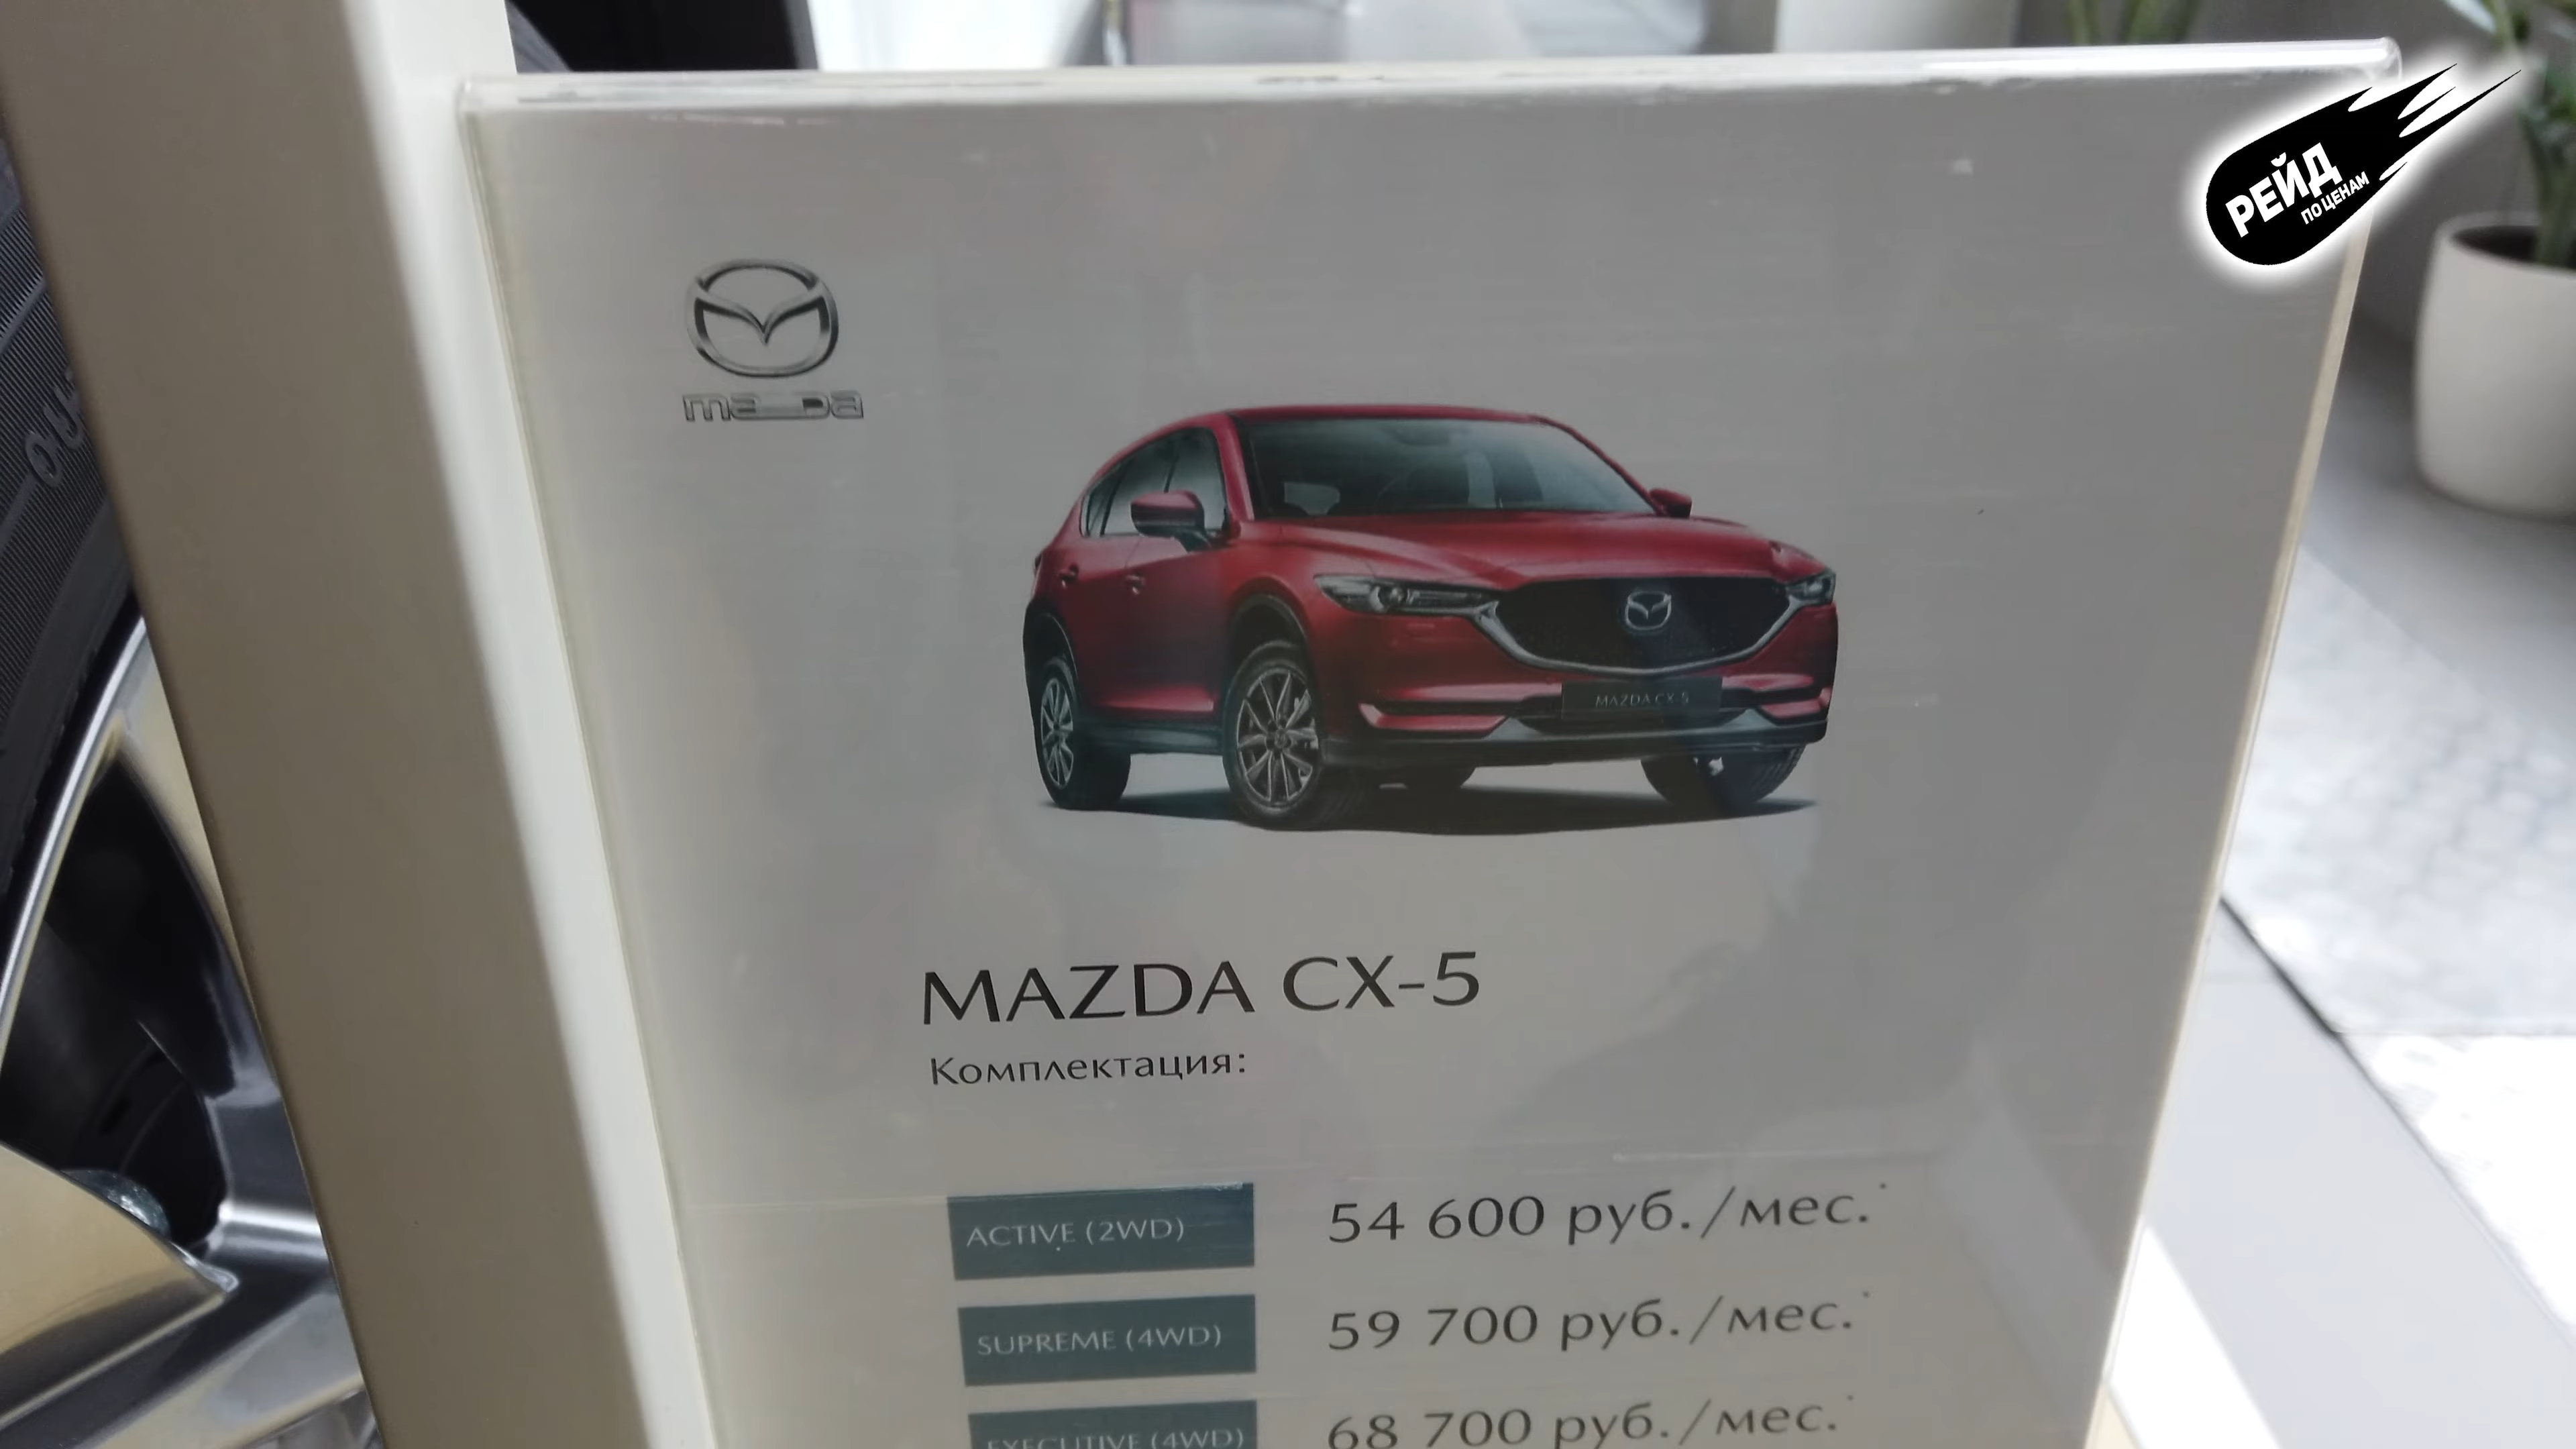 РЕЙД
ПО ЦЕНАМ
mazda
MAZDA CX-5
MAZDA CX-5
Комплектация:
ACTIVE (2WD) 54 600 руб./мес.*
SUPREME (4WD) 59 700 руб./мес.*
EXECUTIVE (4WD) 68 700 руб./мес.*